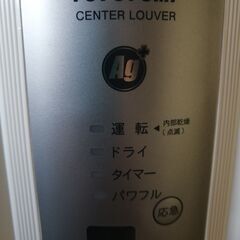 CENTER LOUVER
Ag+
運転 ◀ 内部乾燥
(点滅)
ドライ
タイマー
パワフル
応急